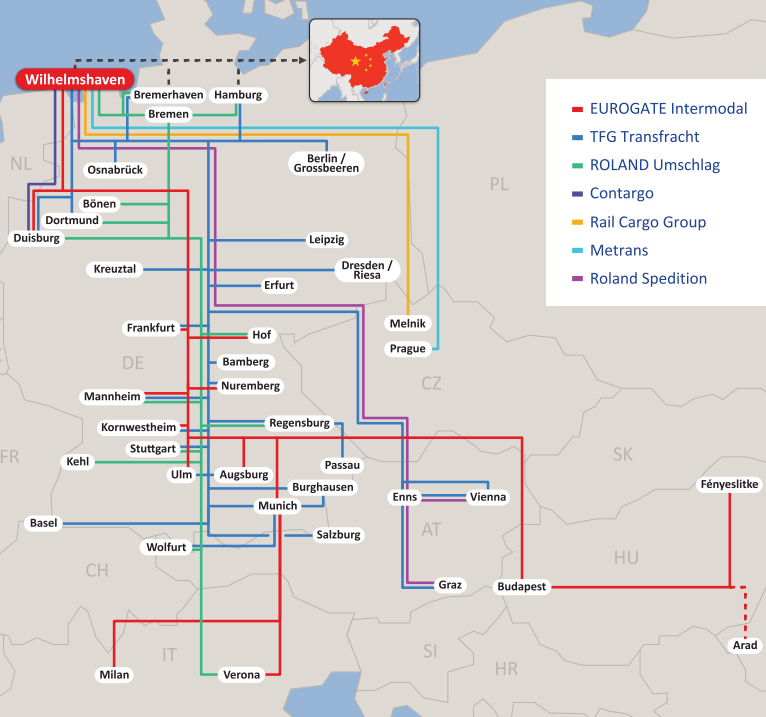 Wilhelmshaven
Bremerhaven
Hamburg
EUROGATE Intermodal
Bremen
TFG Transfracht
Osnabrück
Berlin /
Grossbeeren
NL
ROLAND Umschlag
PL
Contargo
Bönen
Dortmund
Rail Cargo Group
Duisburg
Leipzig
Metrans
Kreuztal
Dresden /
Riesa
Roland Spedition
Erfurt
Frankfurt
Melnik
Hof
Prague
DE
Bamberg
CZ
Nuremberg
Mannheim
Kornwestheim
Regensburg
Stuttgart
FR
Kehl
Passau
SK
Ulm
Augsburg
Fényeslitke
Burghausen
Enns
Vienna
Munich
Basel
Salzburg
AT
Wolfurt
HU
CH
Graz
Budapest
Arad
IT
SI
HR
Milan
Verona